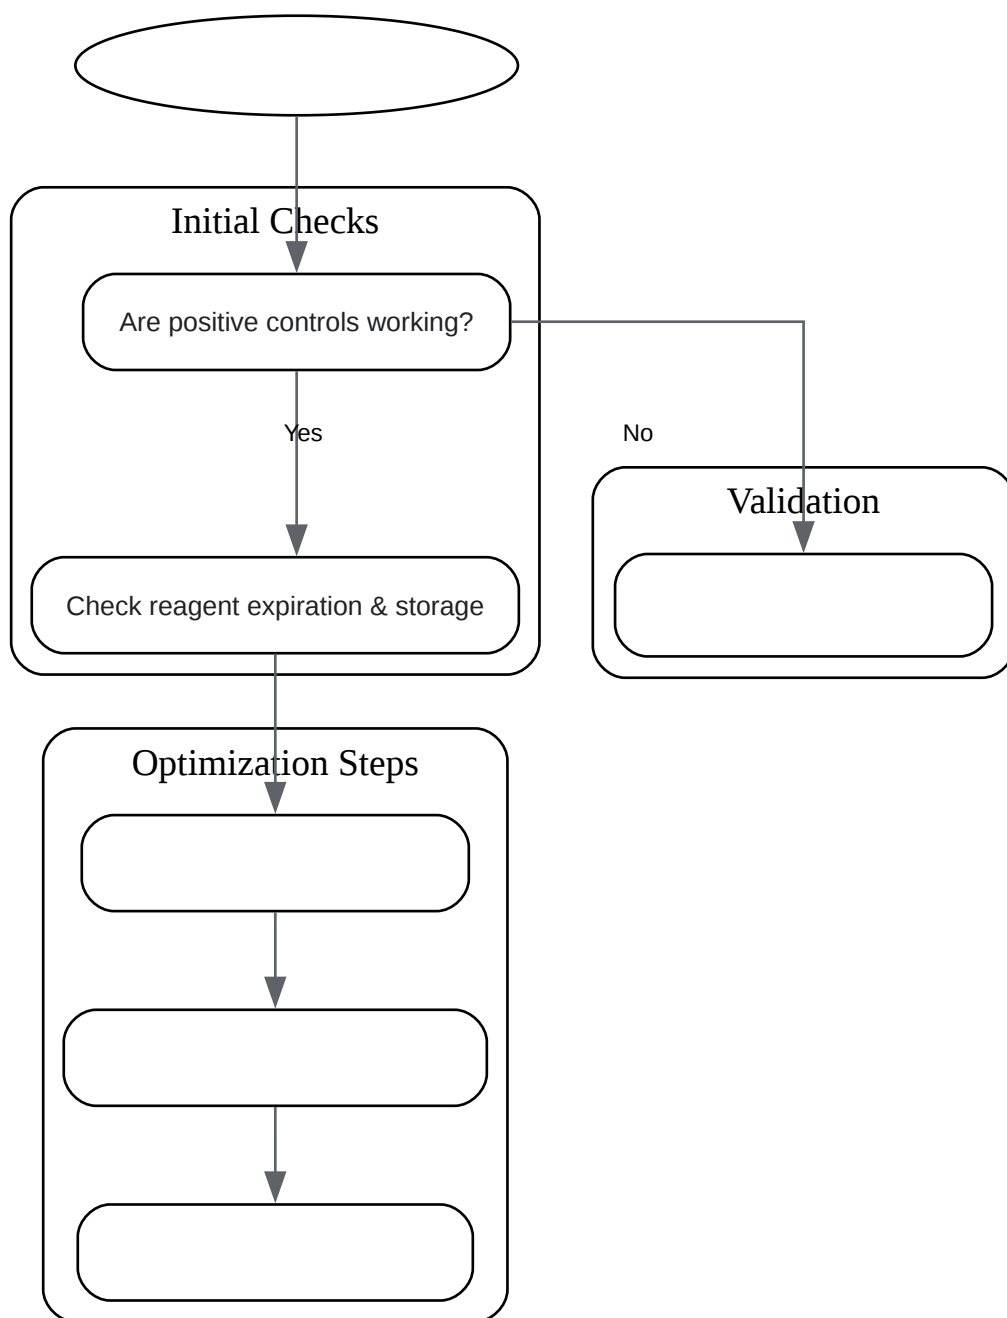 Initial Checks
Are positive controls working?
Yes
No
Validation
Check reagent expiration & storage
Optimization Steps